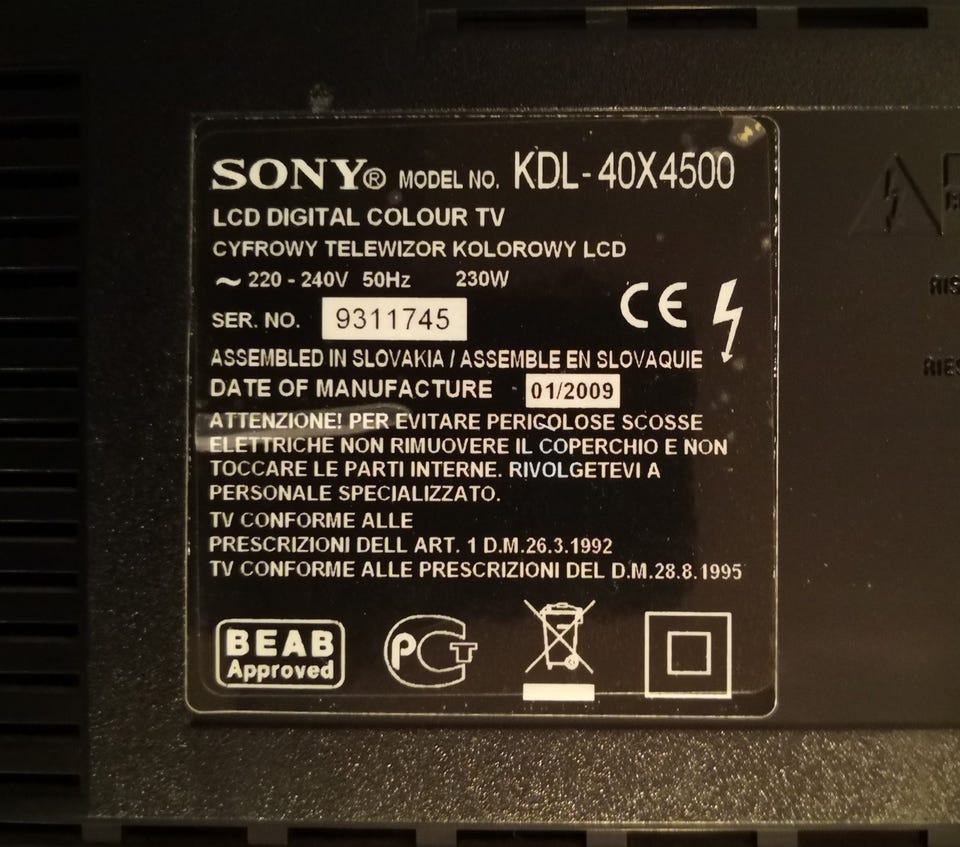 SONY® MODEL NO. KDL-40X4500
LCD DIGITAL COLOUR TV
CYFROWY TELEWIZOR KOLOROWY LCD
~ 220 - 240V 50Hz 230W
CE
SER. NO. 9311745
ASSEMBLED IN SLOVAKIA / ASSEMBLE EN SLOVAQUIE
DATE OF MANUFACTURE 01/2009
ATTENZIONE! PER EVITARE PERICOLOSE SCOSSE
ELETTRICHE NON RIMUOVERE IL COPERCHIO E NON
TOCCARE LE PARTI INTERNE. RIVOLGETEVI A
PERSONALE SPECIALIZZATO.
TV CONFORME ALLE
PRESCRIZIONI DELL ART. 1 D.M.26.3.1992
TV CONFORME ALLE PRESCRIZIONI DEL D.M.28.8.1995
BEAB
Approved
РСТ